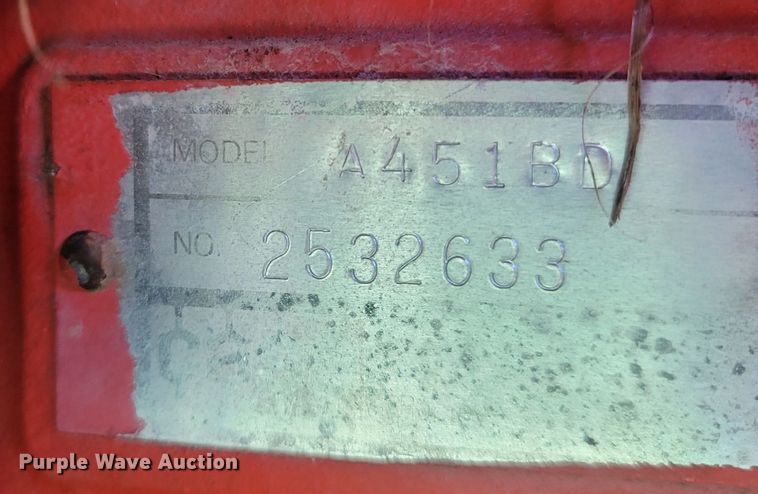 MODEL A451BD
NO. 2532633
Purple Wave Auction